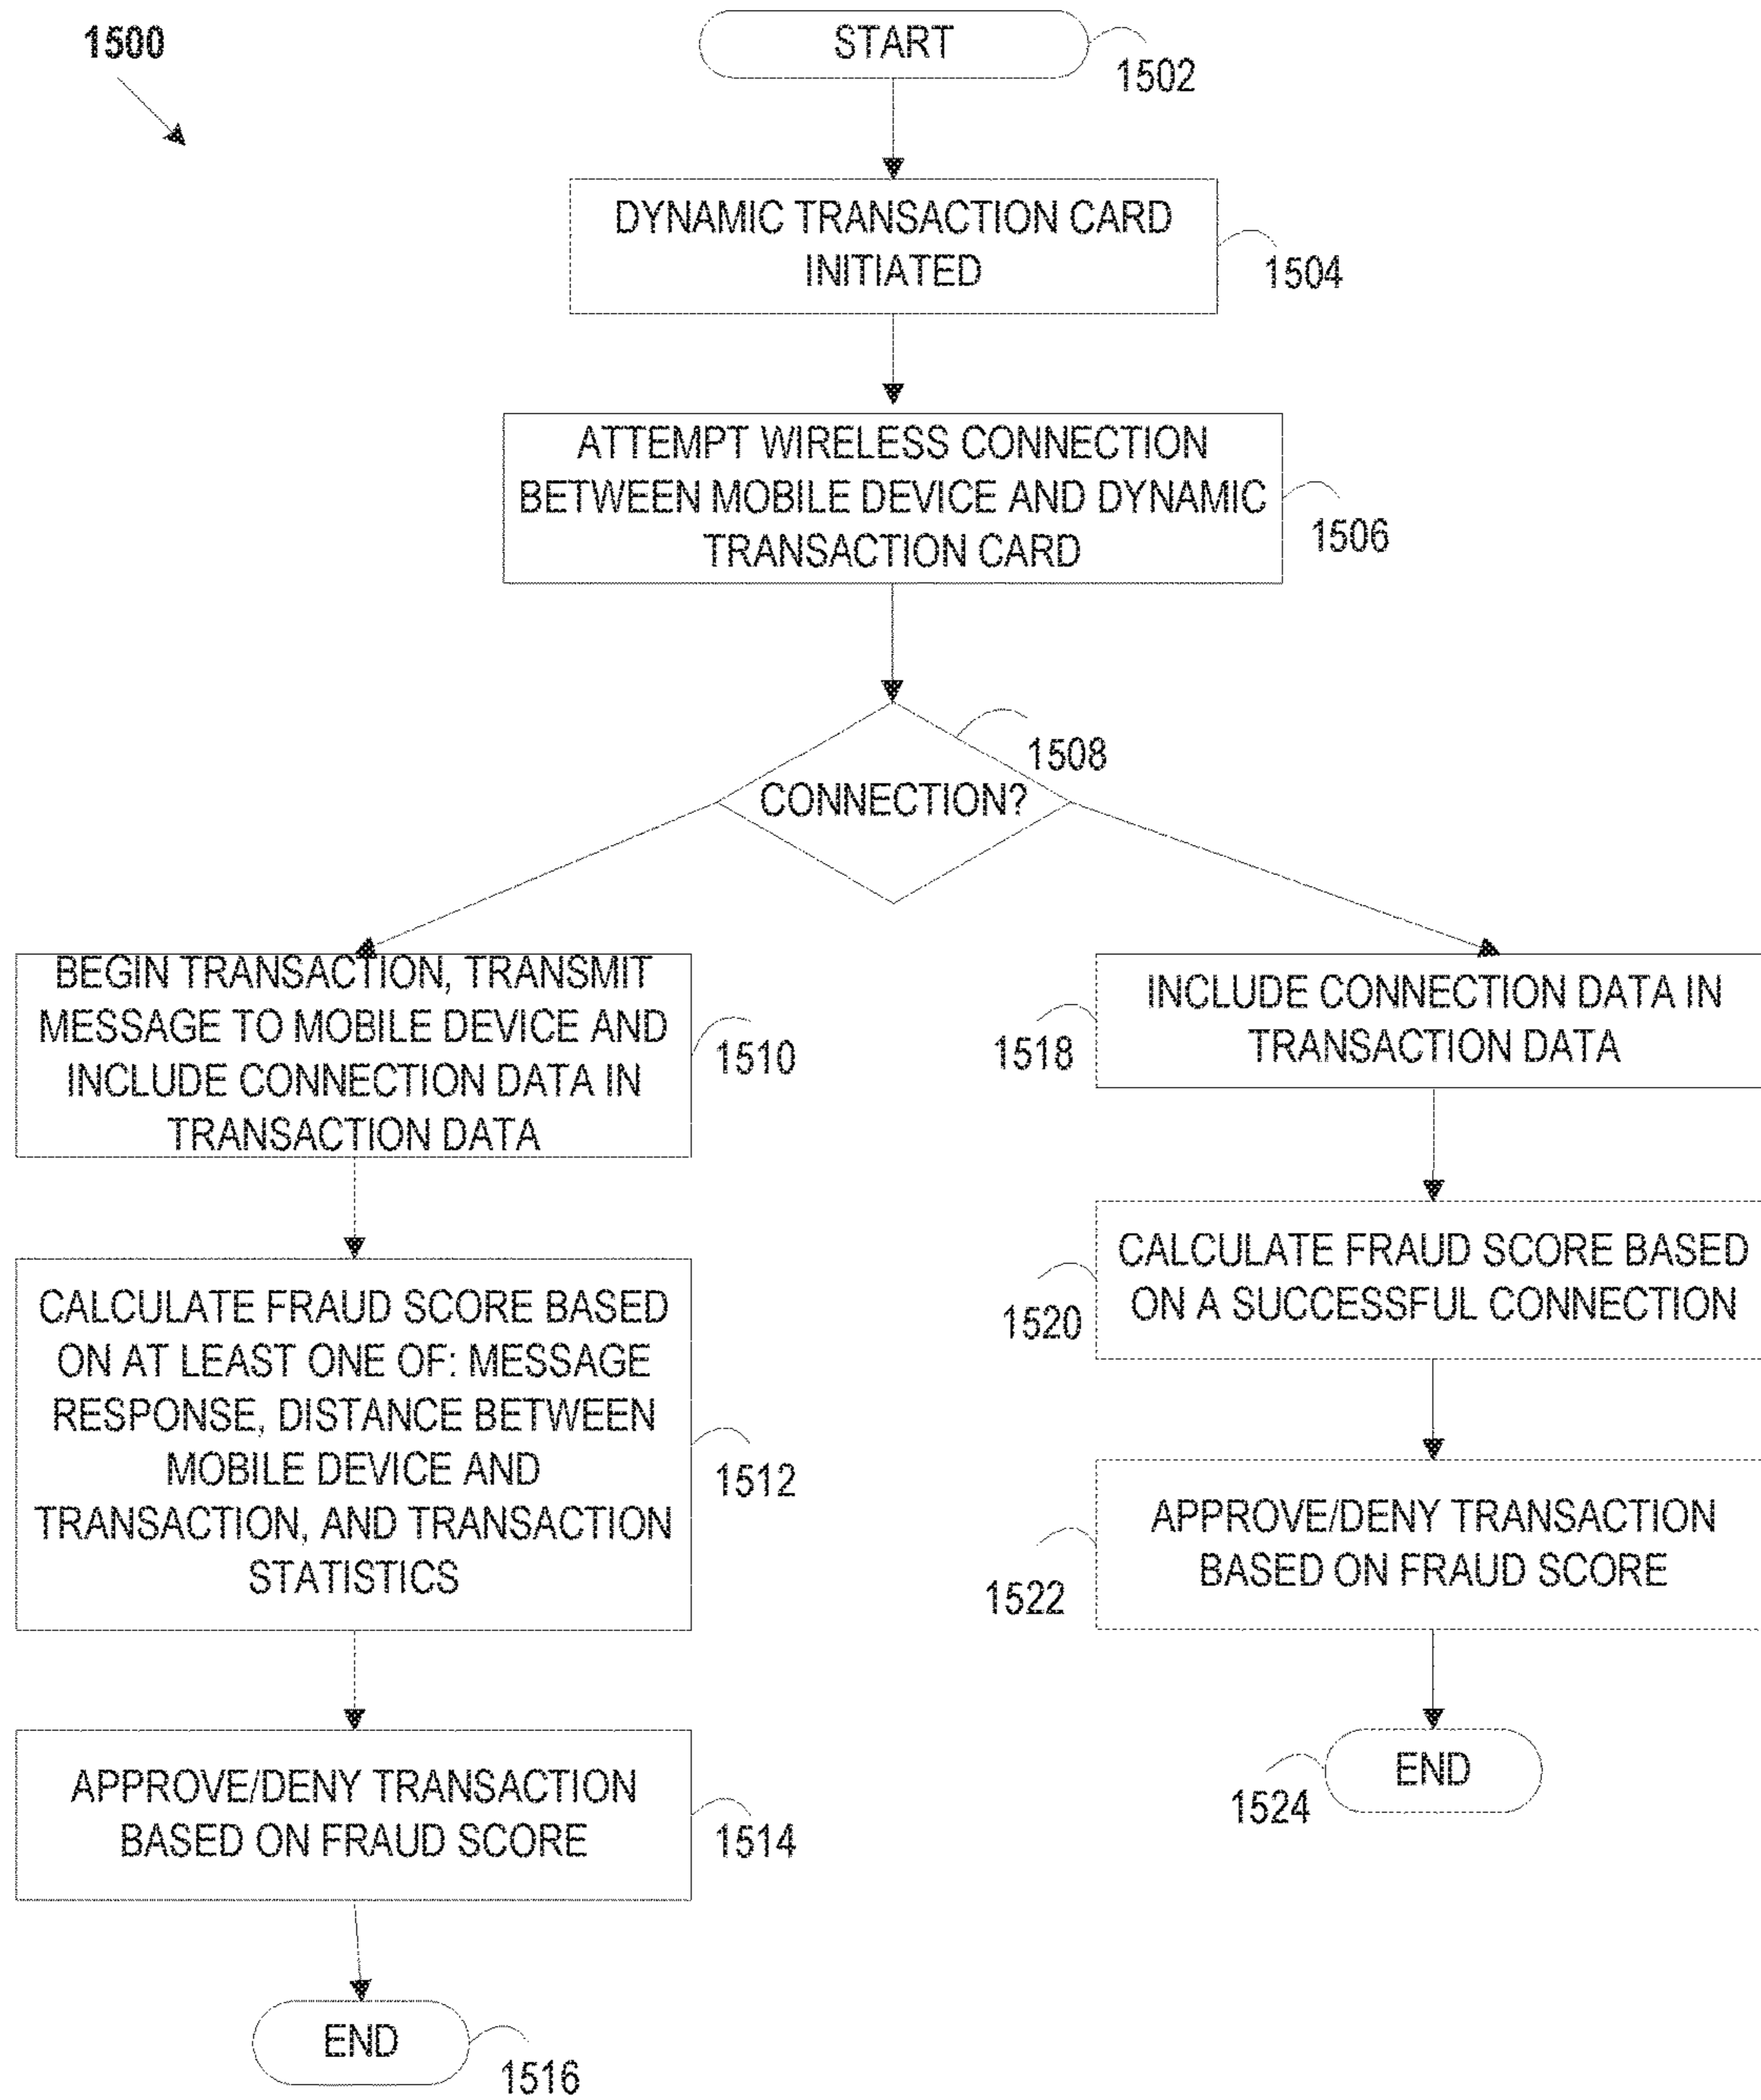 1500
START
1502
DYNAMIC TRANSACTION CARD
INITIATED
1504
ATTEMPT WIRELESS CONNECTION
BETWEEN MOBILE DEVICE AND DYNAMIC
TRANSACTION CARD
1506
1508
CONNECTION?
BEGIN TRANSACTION, TRANSMIT
MESSAGE TO MOBILE DEVICE AND
INCLUDE CONNECTION DATA IN
TRANSACTION DATA
1510
CALCULATE FRAUD SCORE BASED
ON AT LEAST ONE OF: MESSAGE
RESPONSE, DISTANCE BETWEEN
MOBILE DEVICE AND
TRANSACTION, AND TRANSACTION
STATISTICS
1512
APPROVE/DENY TRANSACTION
BASED ON FRAUD SCORE
1514
END
1516
INCLUDE CONNECTION DATA IN
TRANSACTION DATA
1518
CALCULATE FRAUD SCORE BASED
ON A SUCCESSFUL CONNECTION
1520
APPROVE/DENY TRANSACTION
BASED ON FRAUD SCORE
1522
END
1524